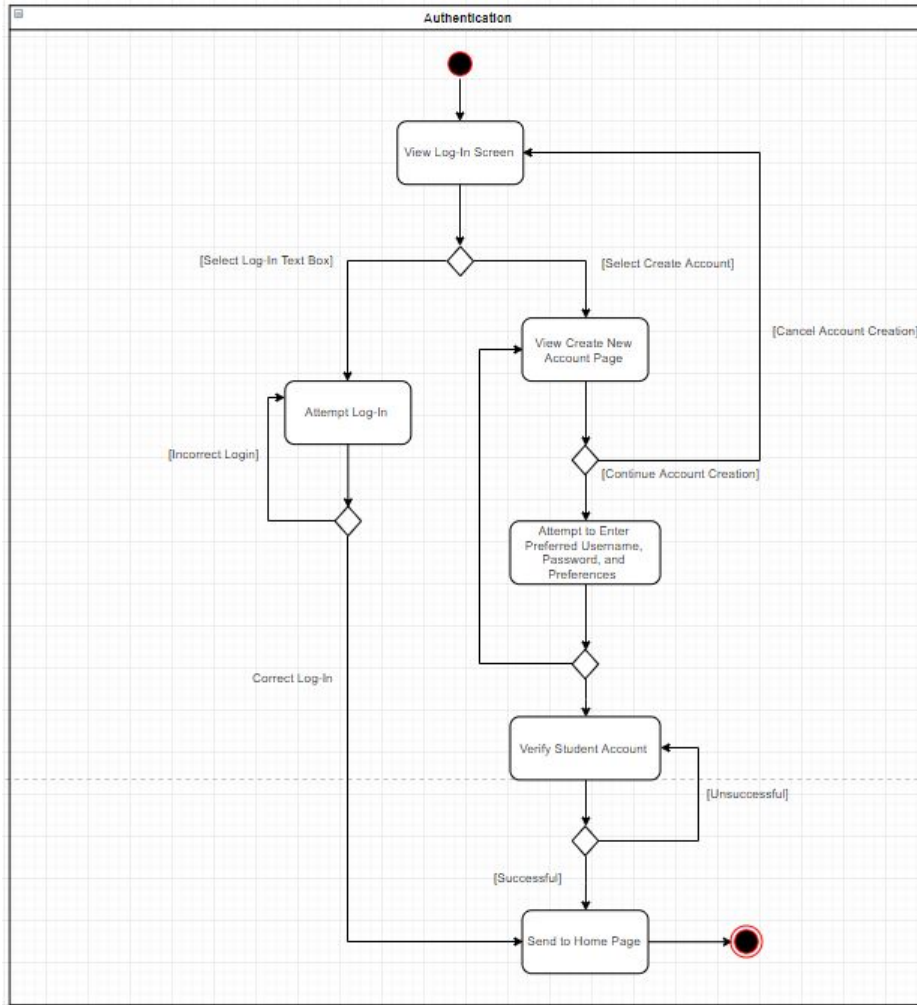 Authentication
View Log-In Screen
[Select Log-In Text Box]
[Select Create Account]
View Create New
Account Page
[Cancel Account Creation]
Attempt Log-In
[Incorrect Login]
[Continue Account Creation]
Attempt to Enter
Preferred Username,
Password, and
Preferences
Correct Log-In
Verify Student Account
[Unsuccessful]
[Successful]
Send to Home Page